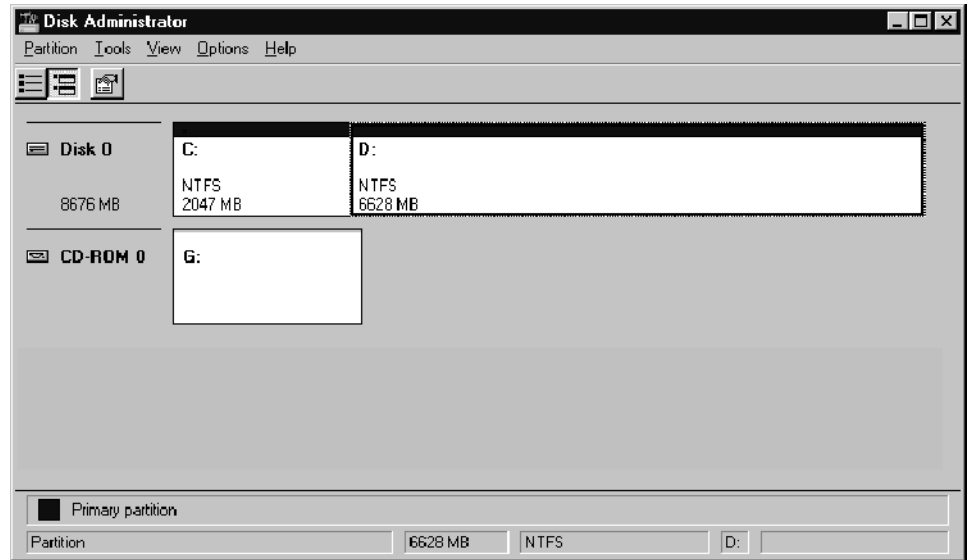 Disk Administrator
Partition Tools View Options Help
Disk 0
8676 MB
C:
NTFS
2047 MB
D:
NTFS
6628 MB
CD-ROM 0
G:
Primary partition
Partition 6628 MB NTFS D: